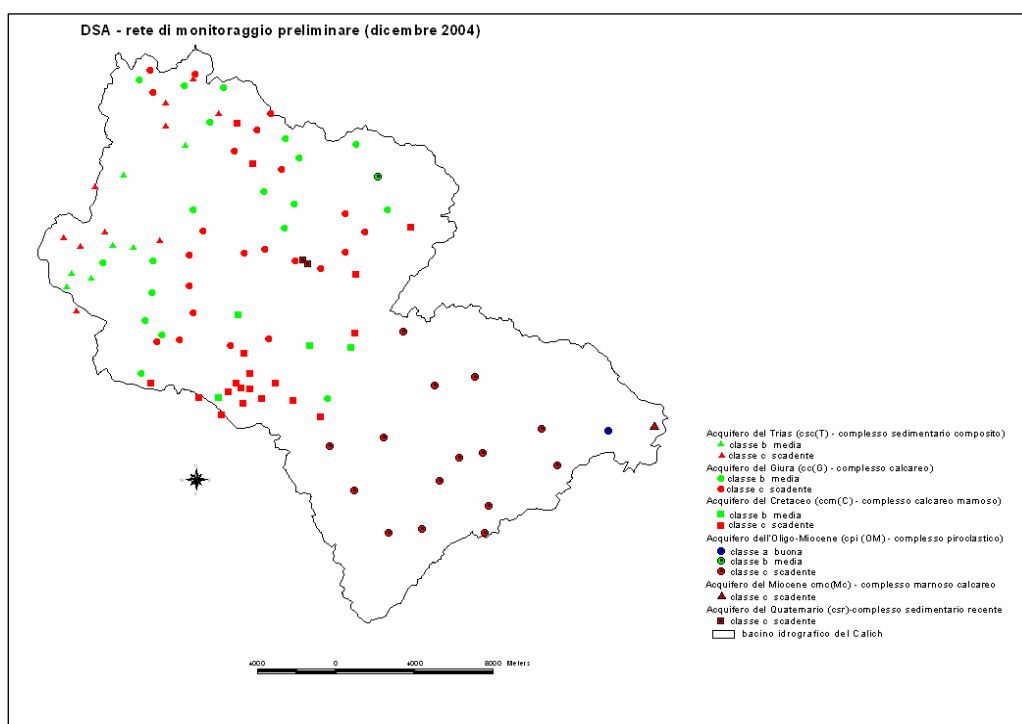 DSA - rete di monitoraggio preliminare (dicembre 2004)
Acquifero del Trias (csc(T) - complesso sedimentario composito)
classe b media
classe c scadente
Acquifero del Giura (cc(G) - complesso calcareo)
classe b media
classe c scadente
Acquifero del Cretaceo (ccm(C) - complesso calcareo marnoso)
classe b media
classe c scadente
Acquifero dell'Oligo-Miocene (cpi (OM) - complesso piroclastico)
classe a buona
classe b media
classe c scadente
Acquifero del Miocene cmc(Mc) - complesso marnoso calcareo
classe c scadente
Acquifero del Quaternario (csr)-complesso sedimentario recente
classe c scadente
bacino idrografico del Calich
4000 0 4000 8000 Meters